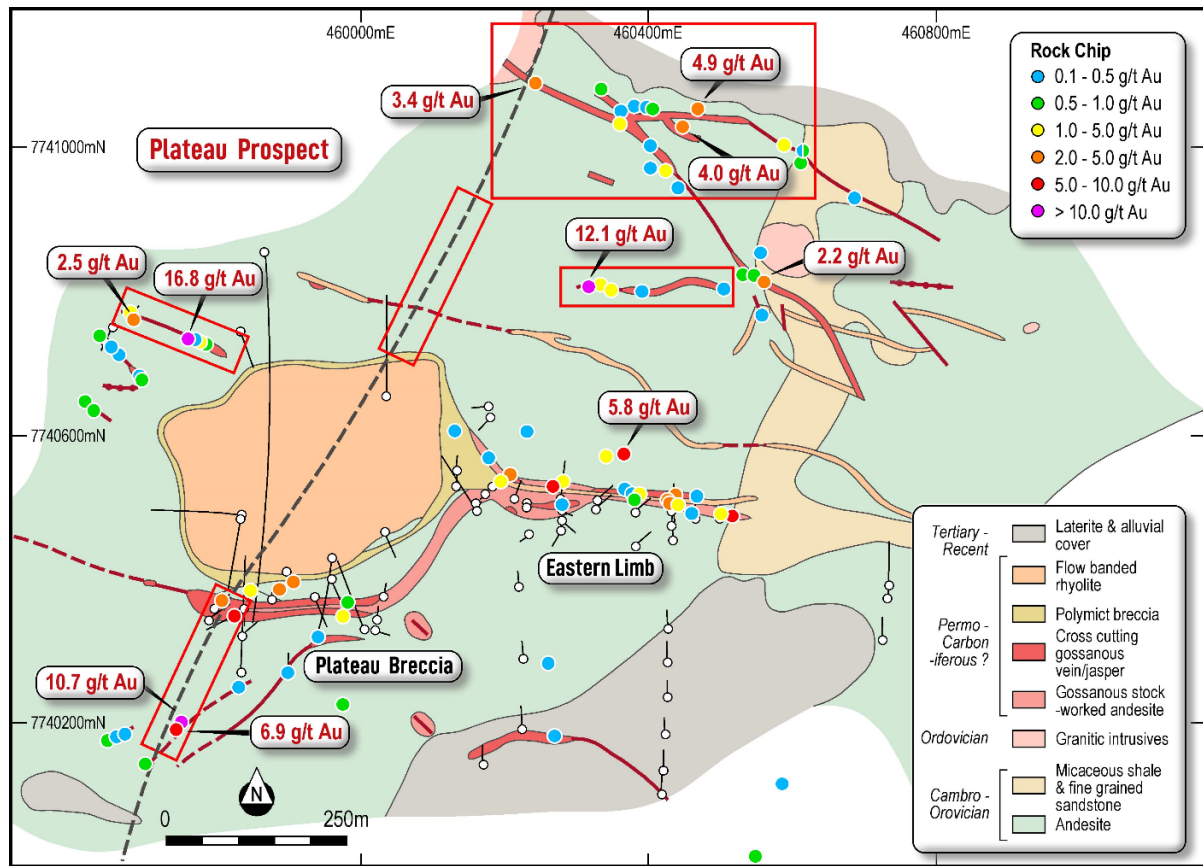 460000mE
460400mE
460800mE
7741000mN
7740600mN
7740200mN
Plateau Prospect
3.4 g/t Au
4.9 g/t Au
4.0 g/t Au
12.1 g/t Au
2.2 g/t Au
2.5 g/t Au
16.8 g/t Au
5.8 g/t Au
Eastern Limb
Plateau Breccia
10.7 g/t Au
6.9 g/t Au
N
0
250m
Rock Chip
0.1 - 0.5 g/t Au
0.5 - 1.0 g/t Au
1.0 - 5.0 g/t Au
2.0 - 5.0 g/t Au
5.0 - 10.0 g/t Au
> 10.0 g/t Au
Tertiary -
Recent
Laterite & alluvial
cover
Permo -
Carbon
-iferous ?
Flow banded
rhyolite
Polymict breccia
Cross cutting
gossanous
vein/jasper
Gossanous stock
-worked andesite
Ordovician
Granitic intrusives
Cambro -
Orovician
Micaceous shale
& fine grained
sandstone
Andesite